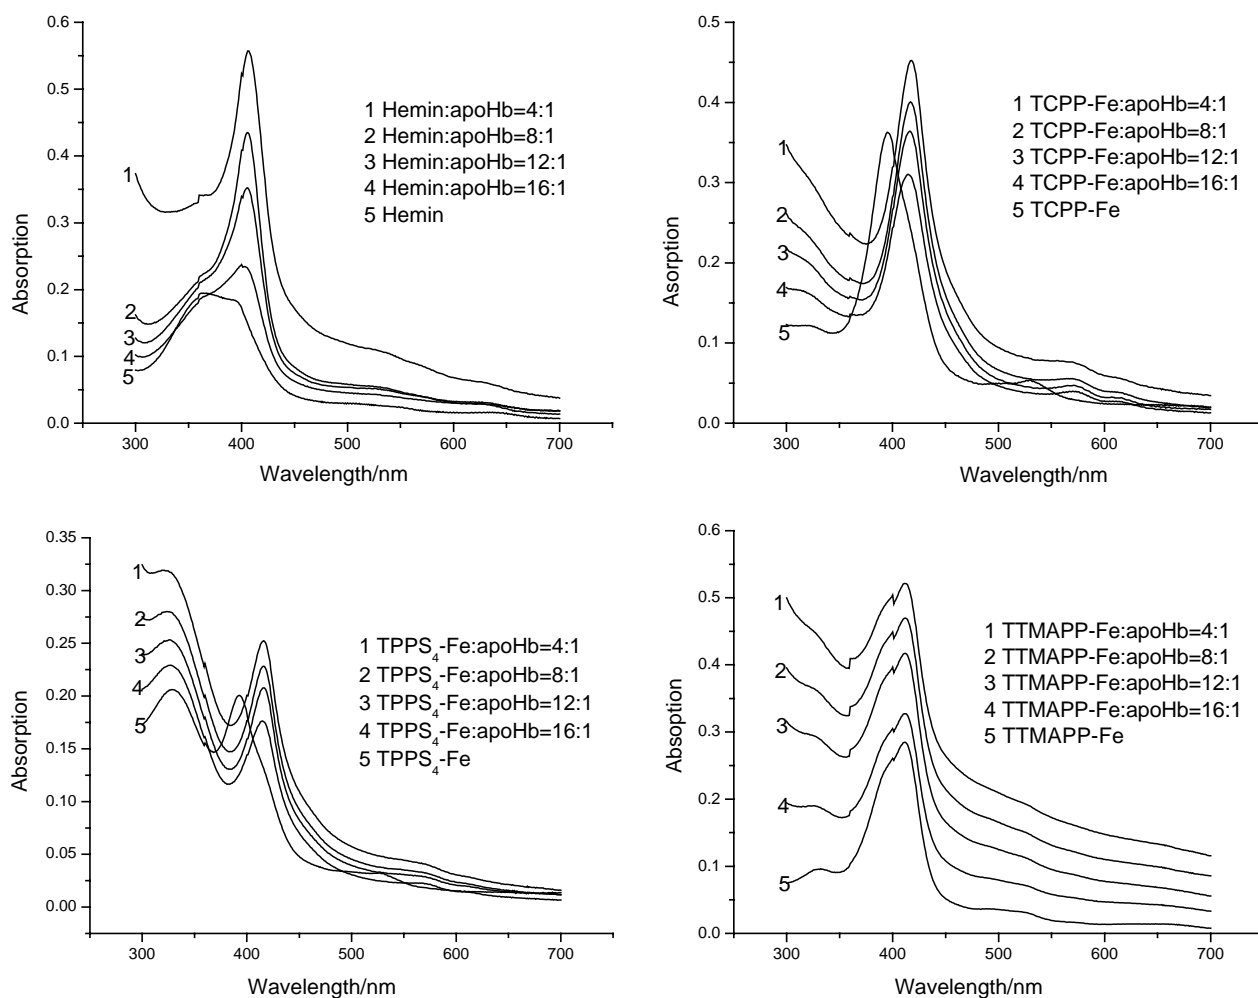 0.6
0.5
0.4
0.3
0.2
0.1
0.0
Absorption
1
2
3
4
5
1 Hemin:apoHb=4:1
2 Hemin:apoHb=8:1
3 Hemin:apoHb=12:1
4 Hemin:apoHb=16:1
5 Hemin
300 400 500 600 700
Wavelength/nm
0.5
0.4
0.3
0.2
0.1
0.0
Asorption
1
2
3
4
5
1 TCPP-Fe:apoHb=4:1
2 TCPP-Fe:apoHb=8:1
3 TCPP-Fe:apoHb=12:1
4 TCPP-Fe:apoHb=16:1
5 TCPP-Fe
300 400 500 600 700
Wavelength/nm
0.35
0.30
0.25
0.20
0.15
0.10
0.05
0.00
Absorption
1
2
3
4
5
1 TPPS4-Fe:apoHb=4:1
2 TPPS4-Fe:apoHb=8:1
3 TPPS4-Fe:apoHb=12:1
4 TPPS4-Fe:apoHb=16:1
5 TPPS4-Fe
300 400 500 600 700
Wavelength/nm
0.6
0.5
0.4
0.3
0.2
0.1
0.0
Absoption
1
2
3
4
5
1 TTMAPP-Fe:apoHb=4:1
2 TTMAPP-Fe:apoHb=8:1
3 TTMAPP-Fe:apoHb=12:1
4 TTMAPP-Fe:apoHb=16:1
5 TTMAPP-Fe
300 400 500 600 700
Wavelength/nm